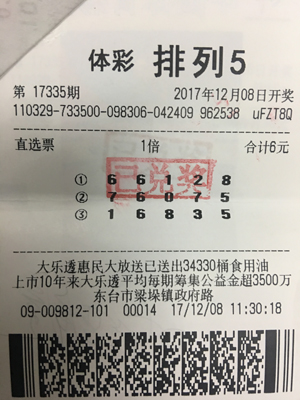 体彩 排列5
第 17335期 2017年12月08日开奖
110329-733500-098306-042409 962538 uFZT8Q
直选票 1倍 合计6元
① 6 6 1 2 8
② 7 6 0 7 5
③ 1 6 8 3 5
已兑奖
大乐透惠民大放送已送出34330桶食用油
上市10年来大乐透平均每期筹集公益金超3500万
东台市梁垛镇政府路
09-009812-101 00014 17/12/08 11:30:18